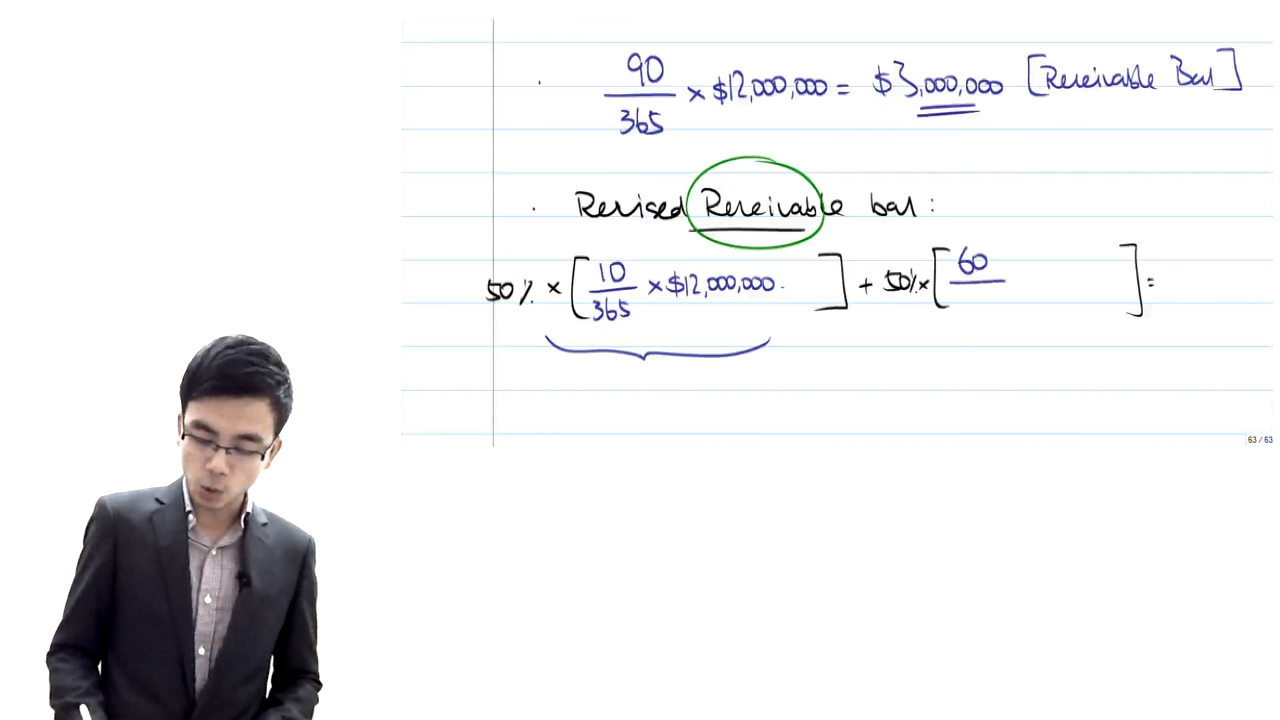 90/365 × $12,000,000 = $3,000,000 [Receivable Bal]
Revised Receivable bal:
50% × [10/365 × $12,000,000] + 50% × [60] =
63 / 63